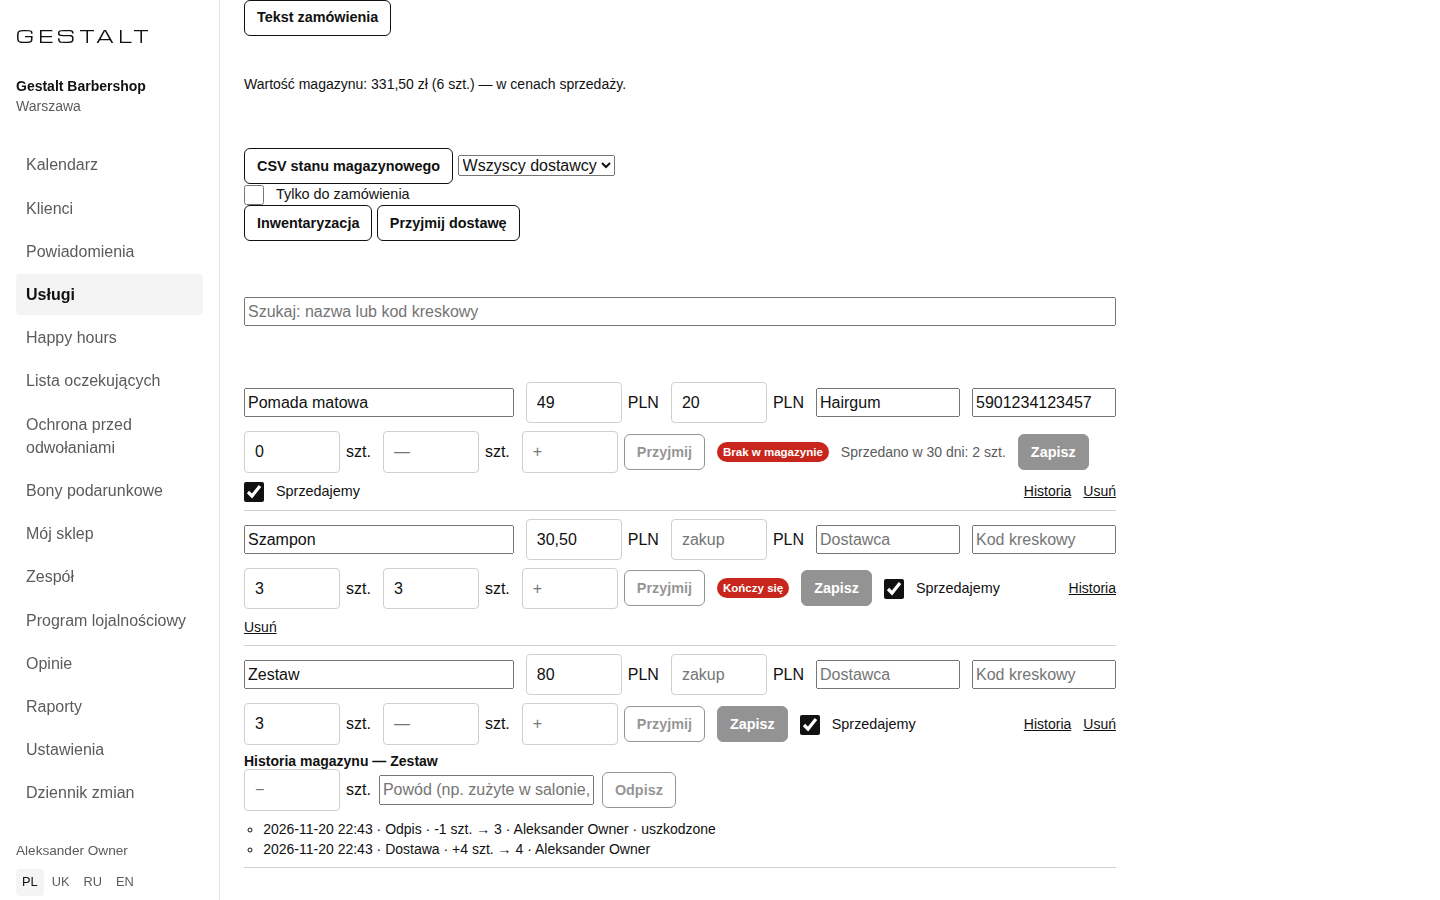 GESTALT
Gestalt Barbershop
Warszawa
Kalendarz
Klienci
Powiadomienia
Usługi
Happy hours
Lista oczekujących
Ochrona przed
odwołaniami
Bony podarunkowe
Mój sklep
Zespół
Program lojalnościowy
Opinie
Raporty
Ustawienia
Dziennik zmian
Aleksander Owner
PL UK RU EN
Tekst zamówienia
Wartość magazynu: 331,50 zł (6 szt.) — w cenach sprzedaży.
CSV stanu magazynowego Wszyscy dostawcy
Tylko do zamówienia
Inwentaryzacja Przyjmij dostawę
Szukaj: nazwa lub kod kreskowy
Pomada matowa 49 PLN 20 PLN Hairgum 5901234123457
0 szt. — szt. + Przyjmij Brak w magazynie Sprzedano w 30 dni: 2 szt. Zapisz
Sprzedajemy Historia Usuń
Szampon 30,50 PLN zakup PLN Dostawca Kod kreskowy
3 szt. 3 szt. + Przyjmij Kończy się Zapisz Sprzedajemy Historia
Usuń
Zestaw 80 PLN zakup PLN Dostawca Kod kreskowy
3 szt. — szt. + Przyjmij Zapisz Sprzedajemy Historia Usuń
Historia magazynu — Zestaw
− szt. Powód (np. zużyte w salonie, Odpisz
2026-11-20 22:43 · Odpis · -1 szt. → 3 · Aleksander Owner · uszkodzone
2026-11-20 22:43 · Dostawa · +4 szt. → 4 · Aleksander Owner